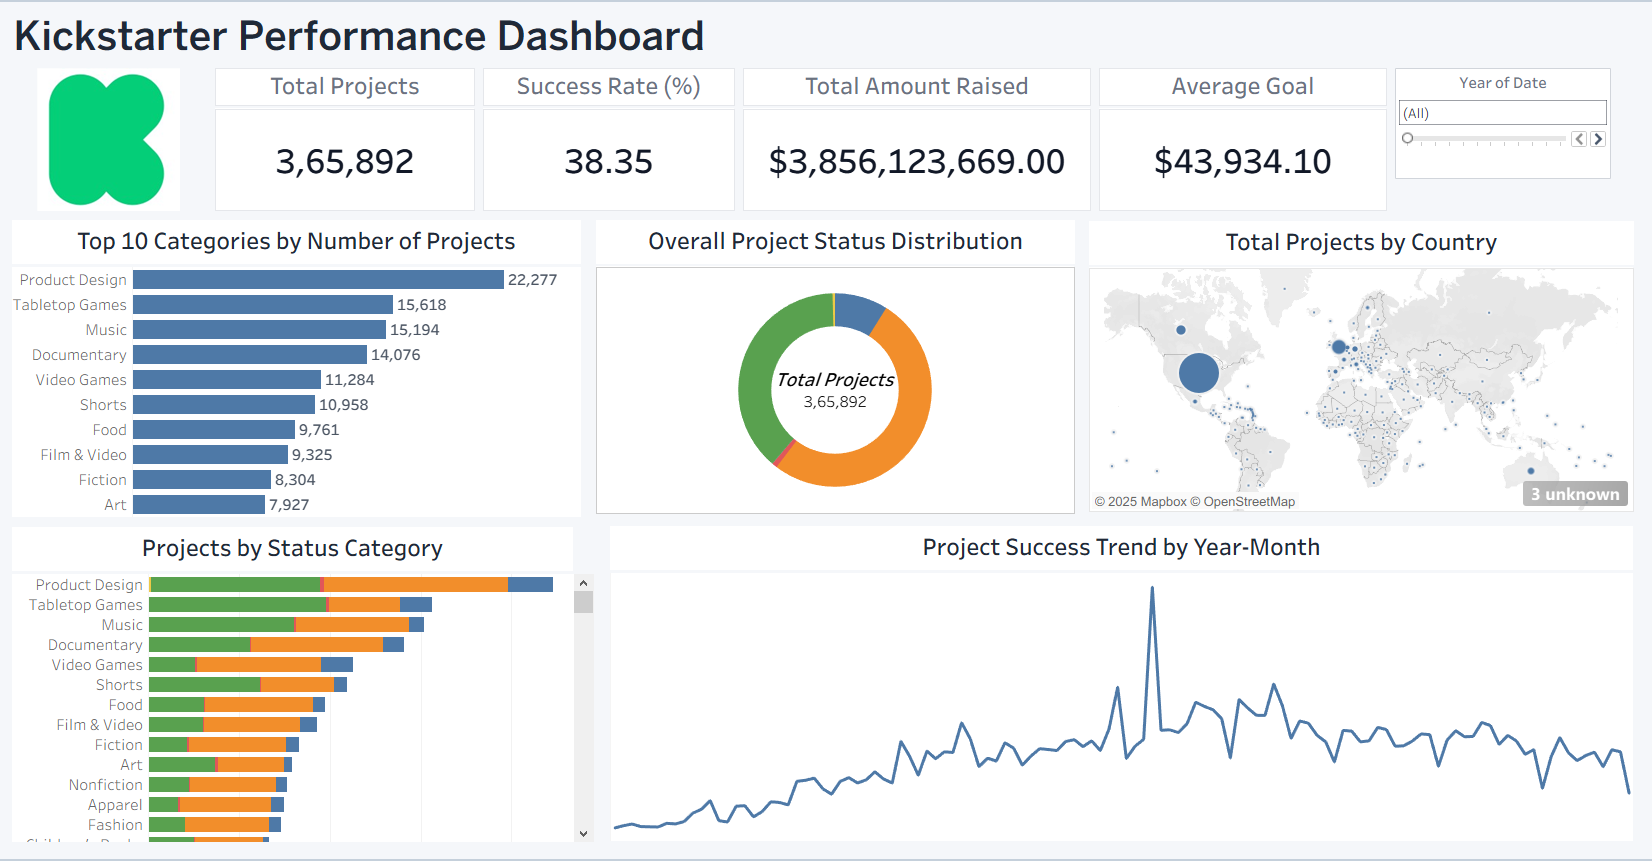 Kickstarter Performance Dashboard
Total Projects
3,65,892
Success Rate (%)
38.35
Total Amount Raised
$3,856,123,669.00
Average Goal
$43,934.10
Year of Date
(All)
Top 10 Categories by Number of Projects
Product Design 22,277
Tabletop Games 15,618
Music 15,194
Documentary 14,076
Video Games 11,284
Shorts 10,958
Food 9,761
Film & Video 9,325
Fiction 8,304
Art 7,927
Overall Project Status Distribution
Total Projects
3,65,892
Total Projects by Country
3 unknown
© 2025 Mapbox © OpenStreetMap
Projects by Status Category
Product Design
Tabletop Games
Music
Documentary
Video Games
Shorts
Food
Film & Video
Fiction
Art
Nonfiction
Apparel
Fashion
Project Success Trend by Year-Month